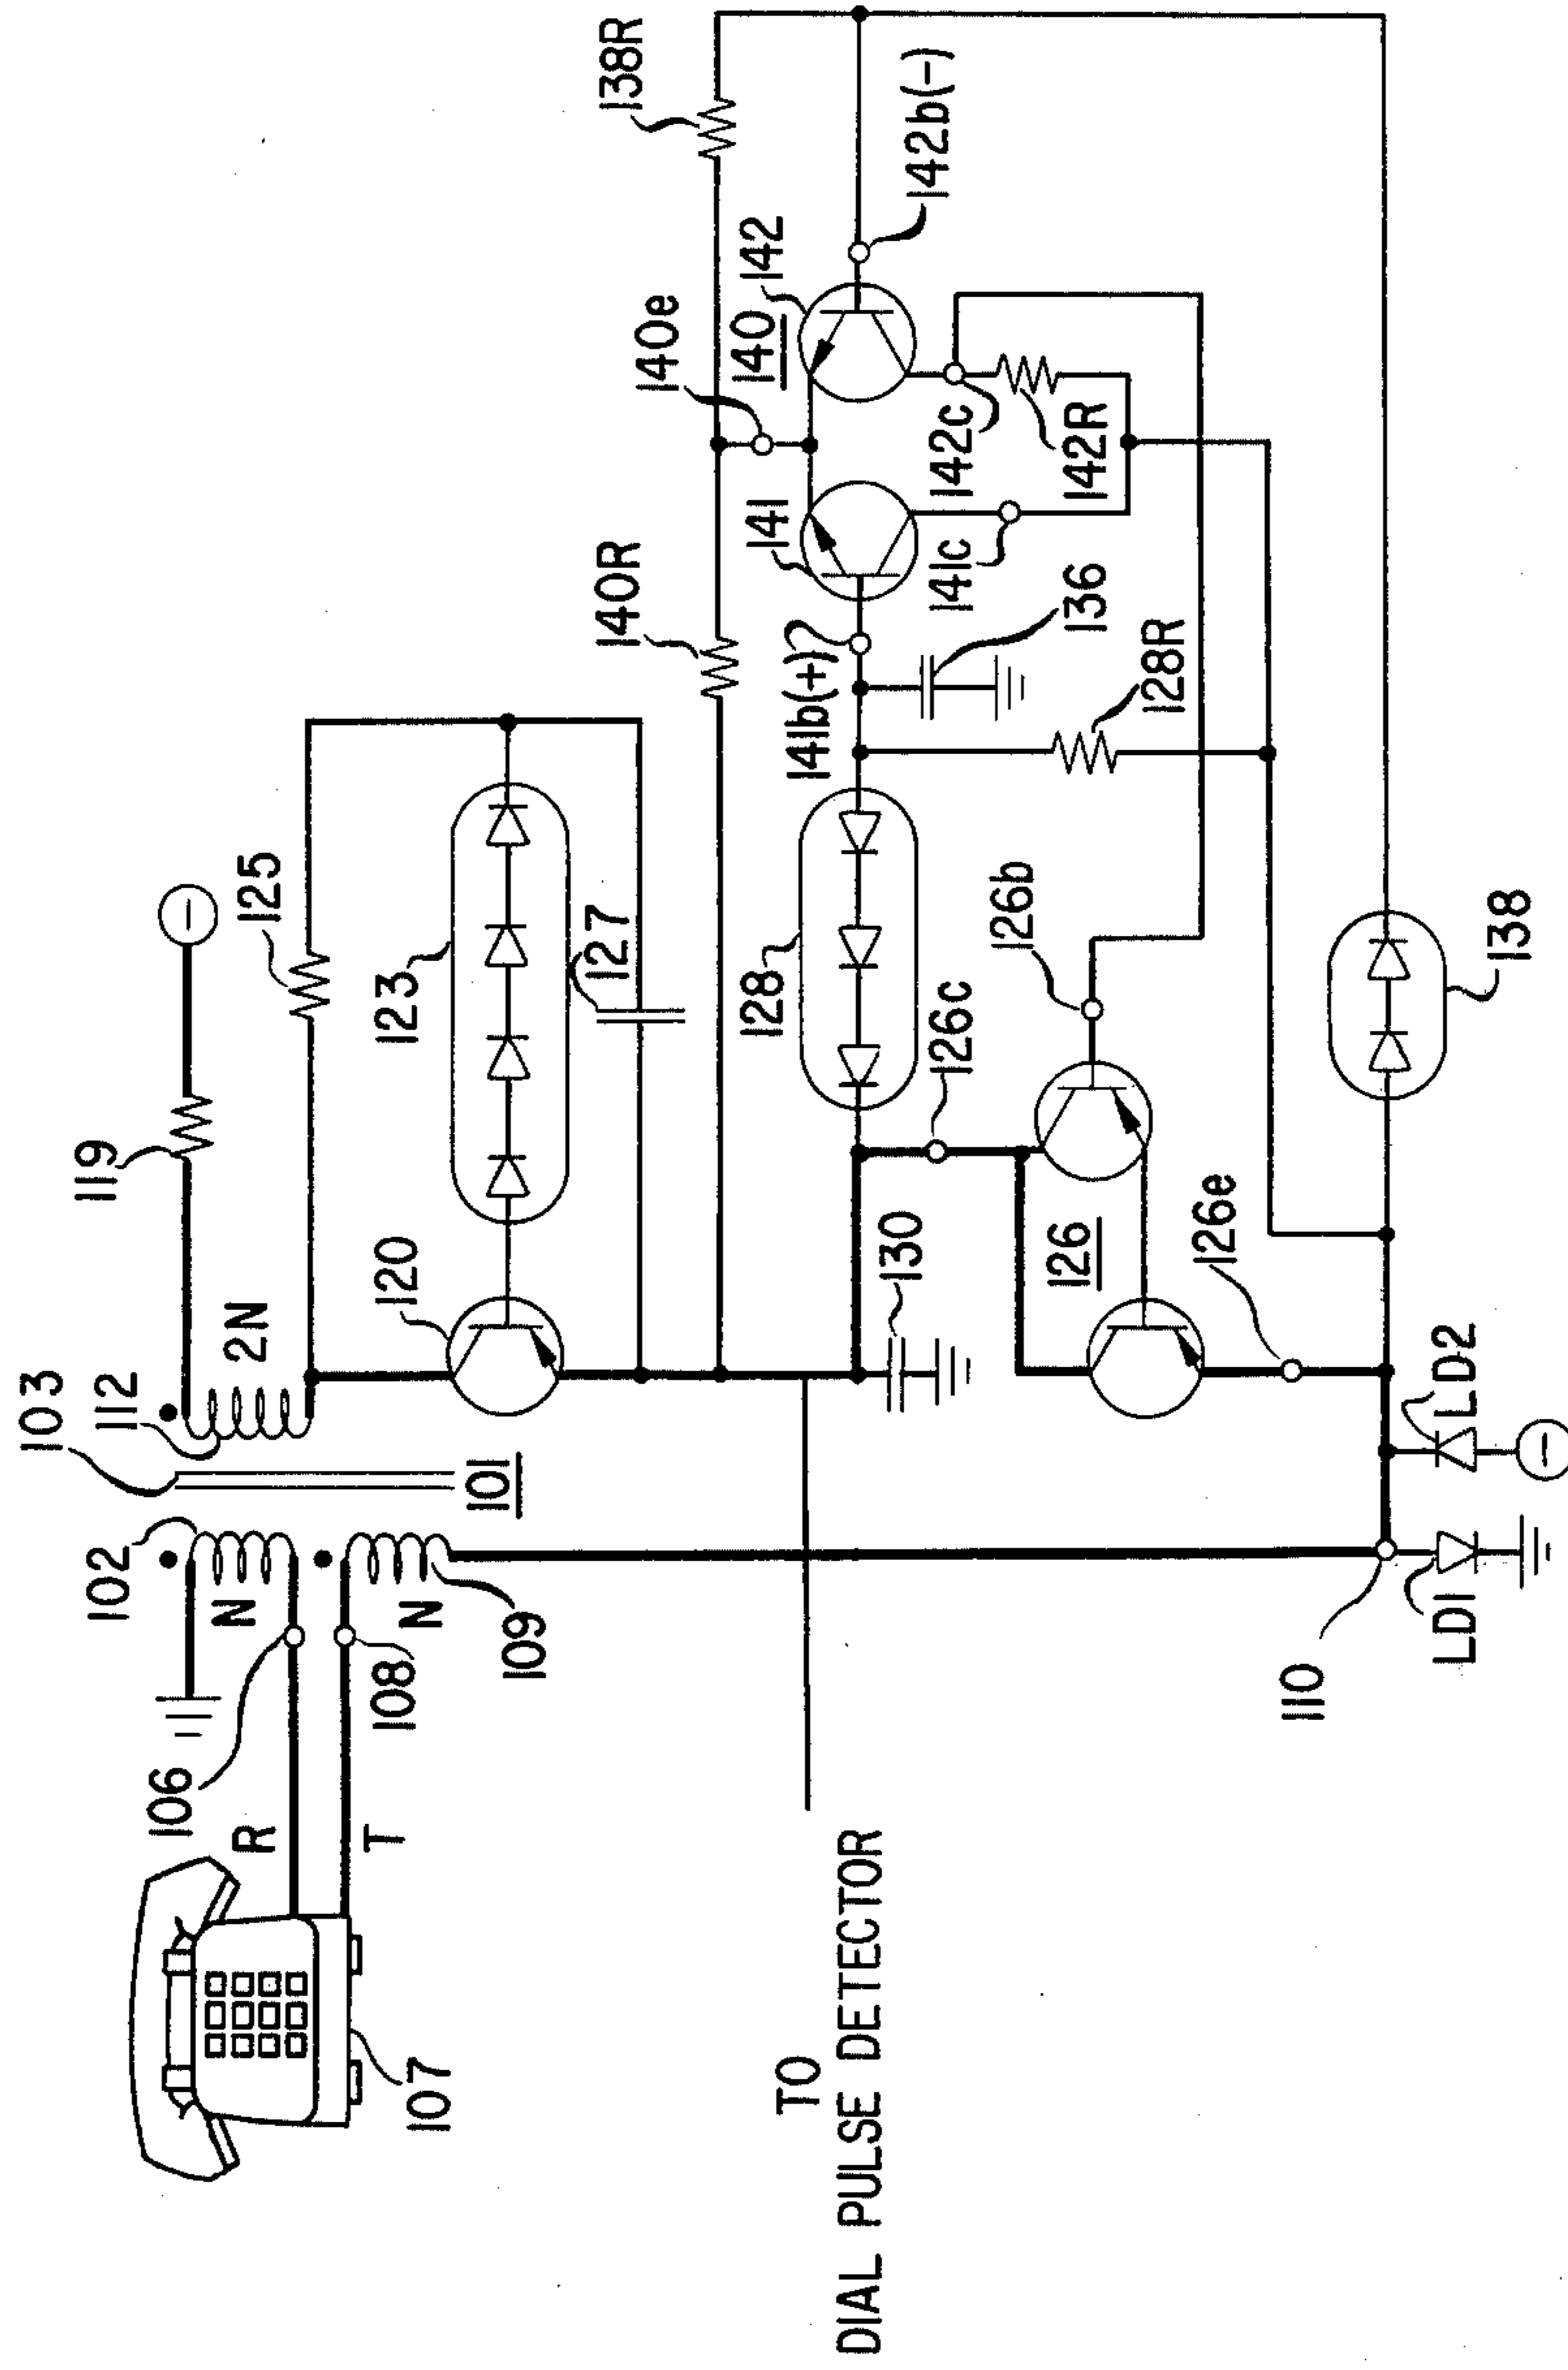 103
119
102
112
106
−
N
2N
R
125
T
108
120
123
N
107
101
109
127
140R
138R
140e
128
141
140
142
TO
141b(+)
DIAL PULSE DETECTOR
130
142b(−)
126c
141c
142c
126b
126
136
142R
128R
126e
110
LD1
LD2
138
−